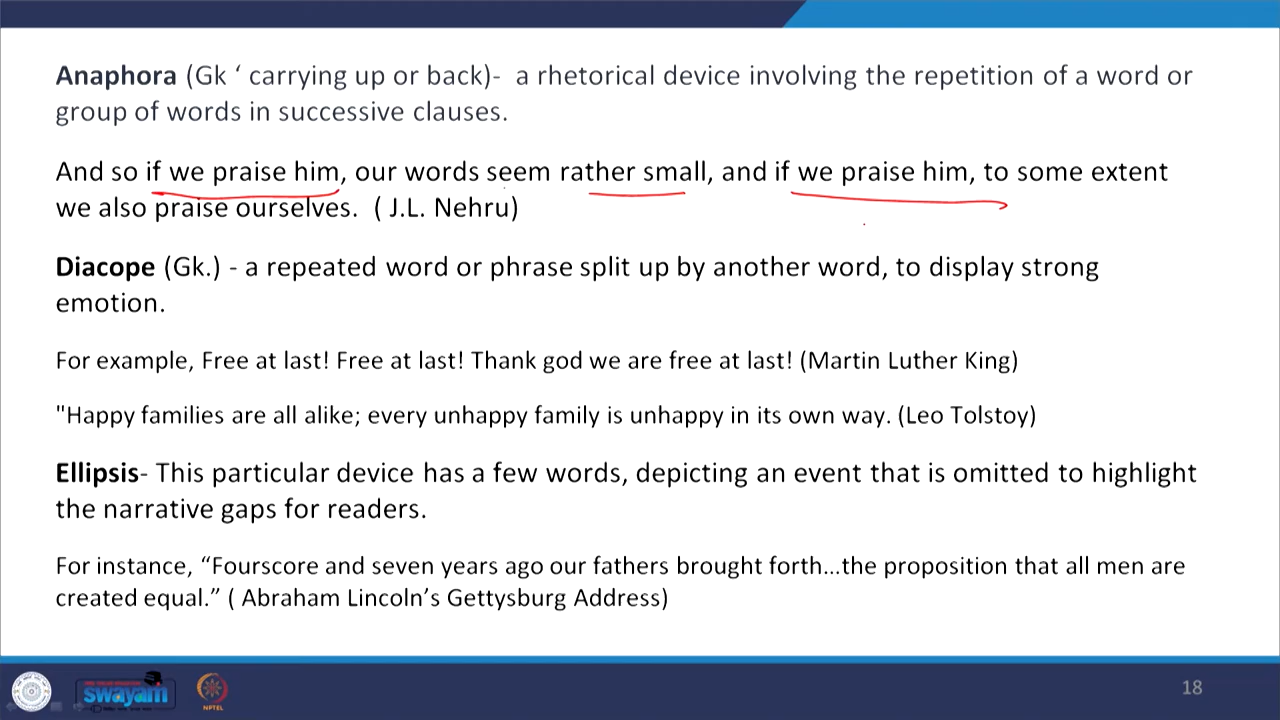 Anaphora (Gk ‘ carrying up or back)-  a rhetorical device involving the repetition of a word or
group of words in successive clauses.
And so if we praise him, our words seem rather small, and if we praise him, to some extent
we also praise ourselves.  ( J.L. Nehru)
Diacope (Gk.) - a repeated word or phrase split up by another word, to display strong
emotion.
For example, Free at last! Free at last! Thank god we are free at last! (Martin Luther King)
"Happy families are all alike; every unhappy family is unhappy in its own way. (Leo Tolstoy)
Ellipsis- This particular device has a few words, depicting an event that is omitted to highlight
the narrative gaps for readers.
For instance, “Fourscore and seven years ago our fathers brought forth…the proposition that all men are
created equal.” ( Abraham Lincoln’s Gettysburg Address)
swayam
NPTEL
18